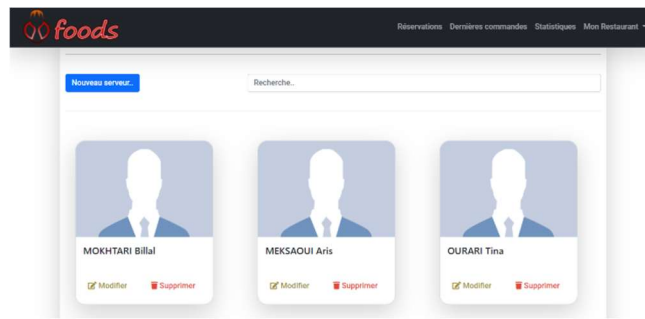 foods
Réservations Dernières commandes Statistiques Mon Restaurant
Nouveau serveur..
Recherche..
MOKHTARI Billal
MEKSAOUI Aris
OURARI Tina
Modifier Supprimer
Modifier Supprimer
Modifier Supprimer